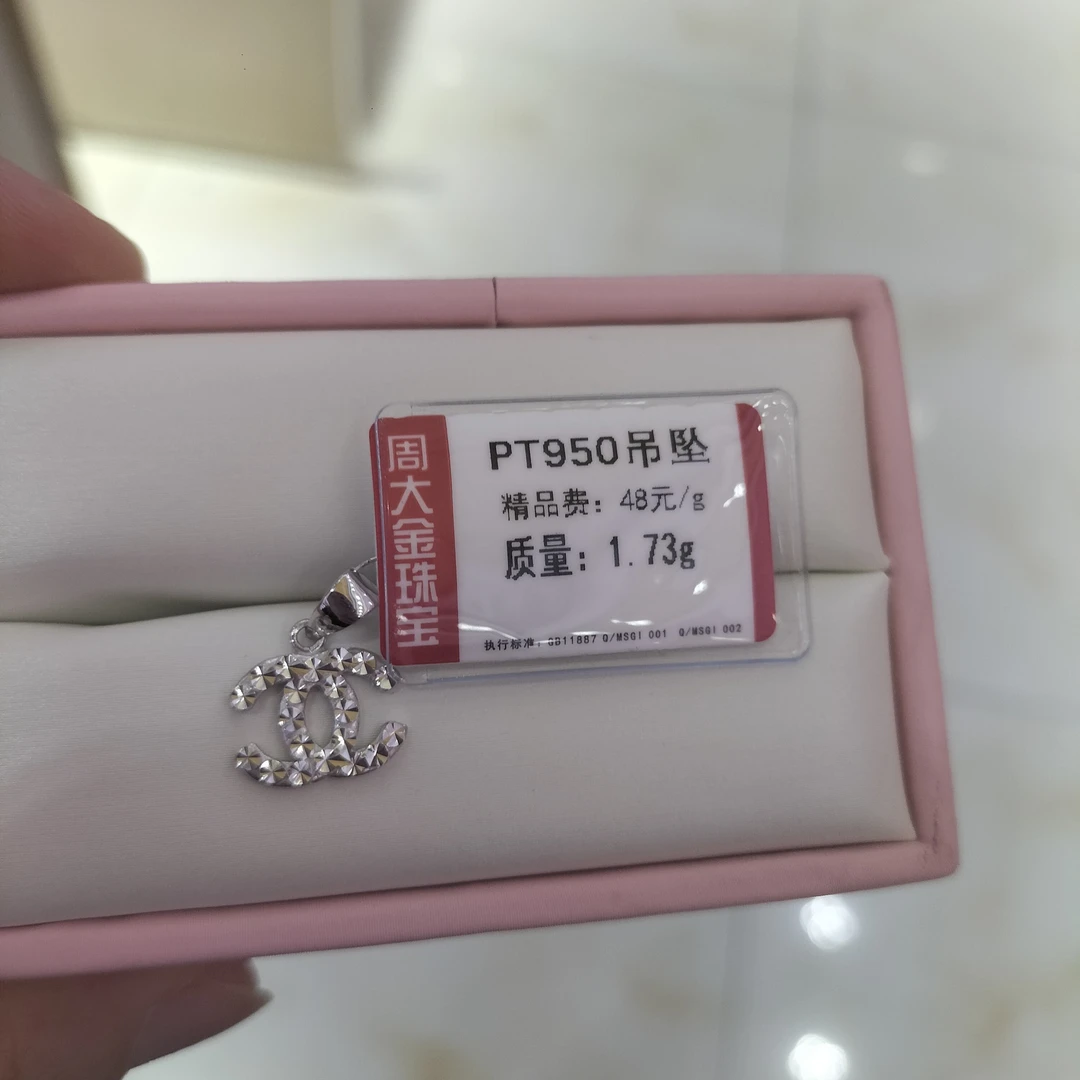 周大金珠宝
PT950吊坠
精品费：48元/g
质量：1.73g
执行标准：GB11887 Q/MSGI 001 Q/MSGI 002